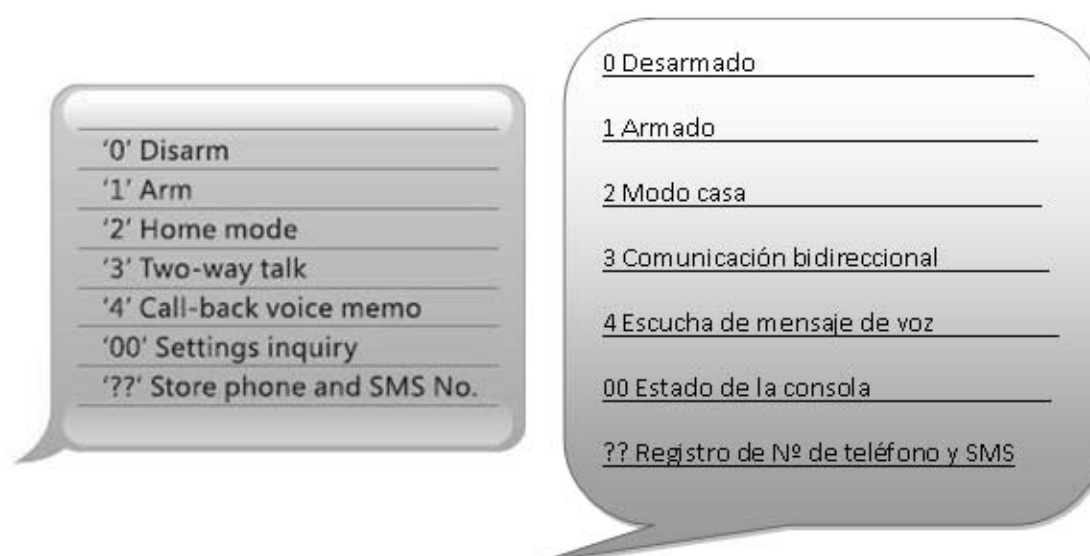 ‘0’ Disarm
‘1’ Arm
‘2’ Home mode
‘3’ Two-way talk
‘4’ Call-back voice memo
‘00’ Settings inquiry
‘??’ Store phone and SMS No.
0 Desarmado
1 Armado
2 Modo casa
3 Comunicación bidireccional
4 Escucha de mensaje de voz
00 Estado de la consola
?? Registro de Nº de teléfono y SMS